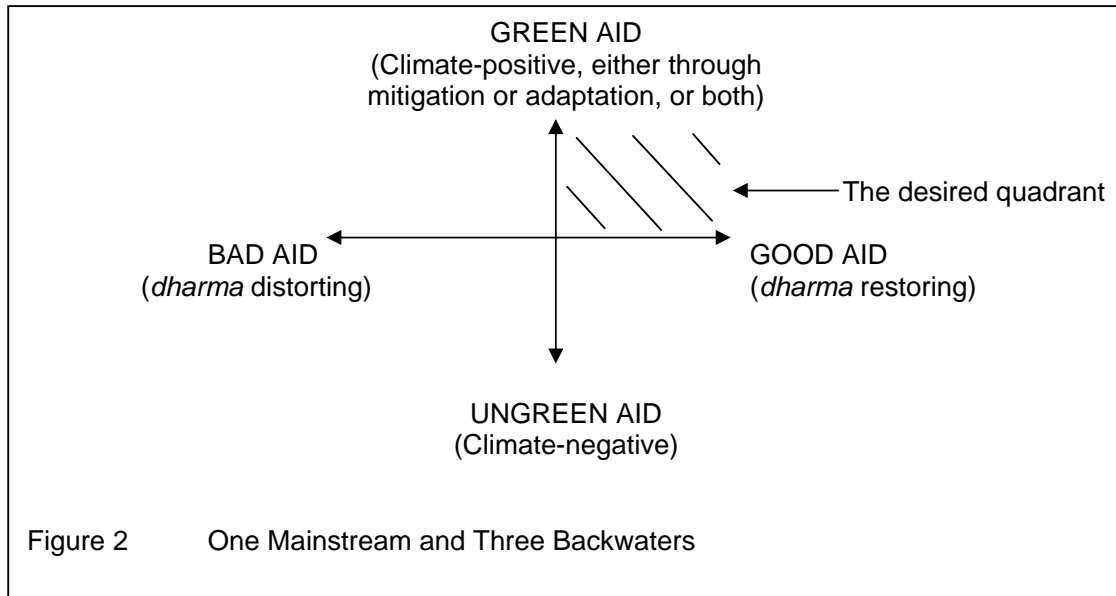 GREEN AID
(Climate-positive, either through
mitigation or adaptation, or both)
The desired quadrant
BAD AID
(dharma distorting)
GOOD AID
(dharma restoring)
UNGREEN AID
(Climate-negative)
Figure 2 One Mainstream and Three Backwaters